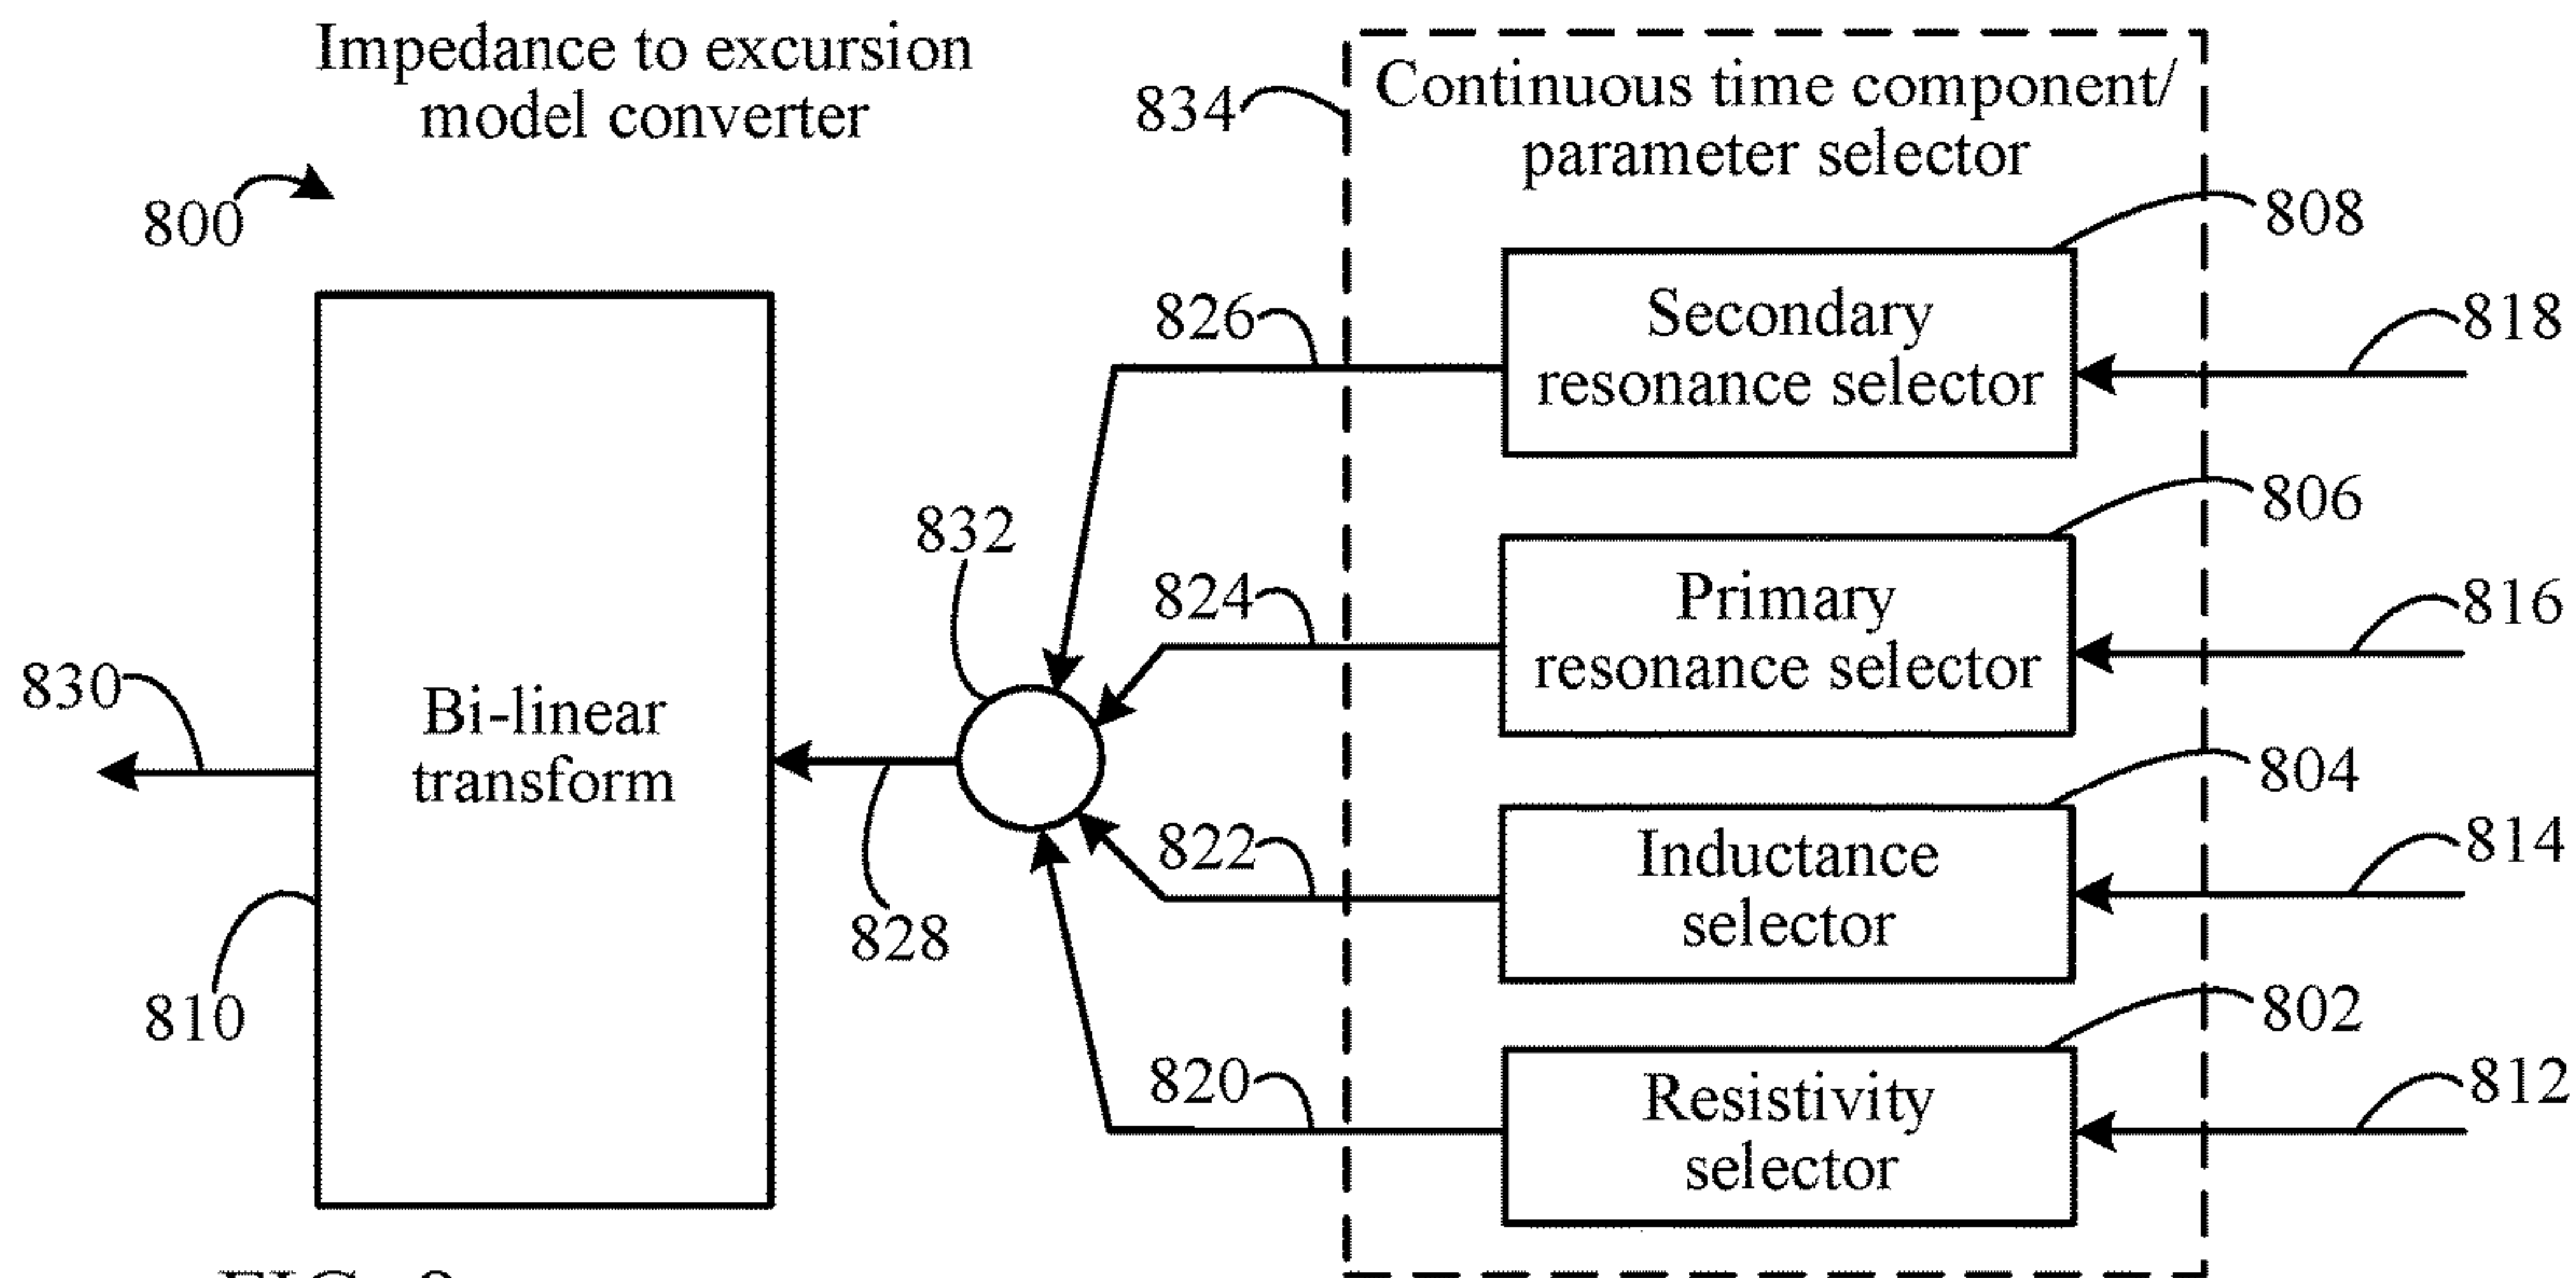 Impedance to excursion
model converter
800
834
Continuous time component/
parameter selector
808
826
Secondary
resonance selector
818
806
832
824
Primary
resonance selector
816
830
Bi-linear
transform
804
822
Inductance
selector
814
828
810
802
820
Resistivity
selector
812